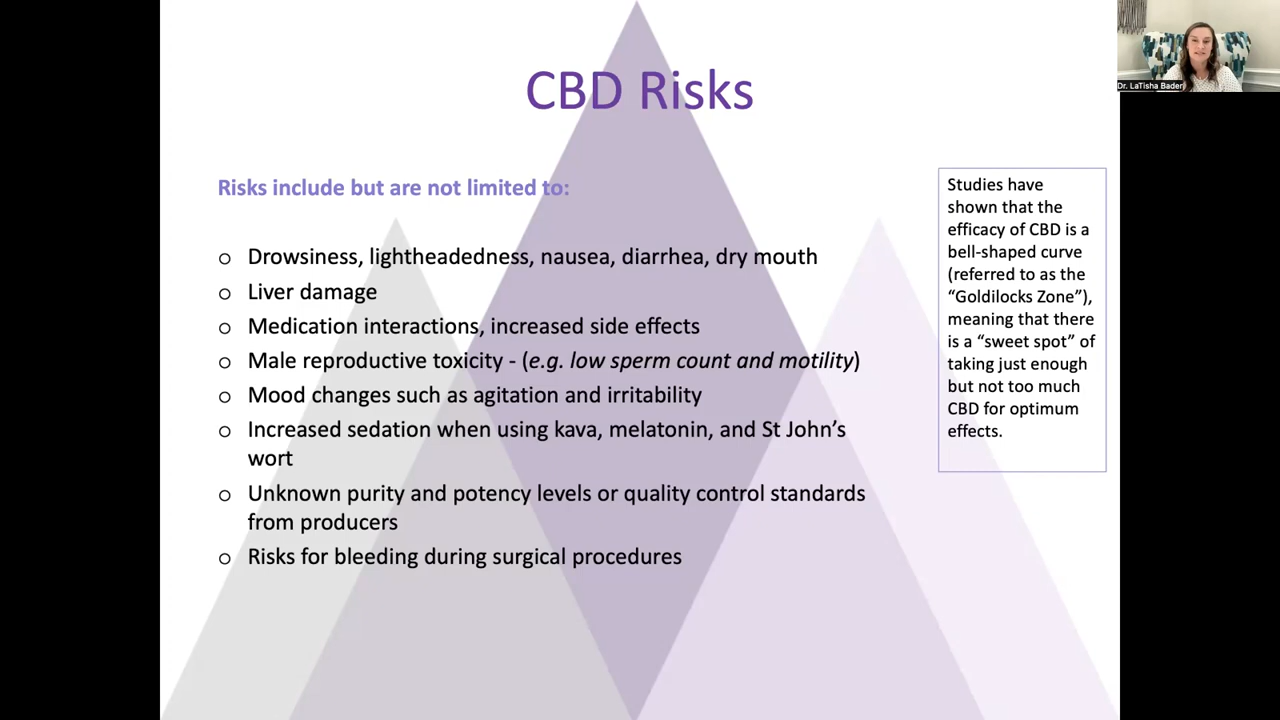 CBD Risks
Dr. LaTisha Bader
Risks include but are not limited to:
o Drowsiness, lightheadedness, nausea, diarrhea, dry mouth
o Liver damage
o Medication interactions, increased side effects
o Male reproductive toxicity - (e.g. low sperm count and motility)
o Mood changes such as agitation and irritability
o Increased sedation when using kava, melatonin, and St John’s
wort
o Unknown purity and potency levels or quality control standards
from producers
o Risks for bleeding during surgical procedures
Studies have
shown that the
efficacy of CBD is a
bell-shaped curve
(referred to as the
“Goldilocks Zone”),
meaning that there
is a “sweet spot” of
taking just enough
but not too much
CBD for optimum
effects.